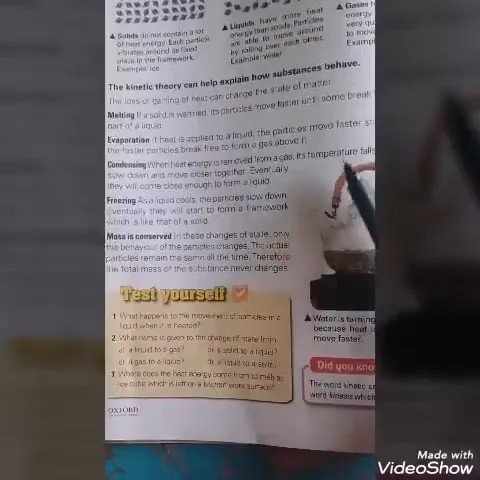 ▲ Solids do not contain a lot
of heat energy. Each particle
vibrates around its fixed
place in the framework.
Example: ice
▲ Liquids have more heat
energy than solids. Particles
are able to move around
by rolling over each other.
Example: water
▲ Gases
energy
very
to move
Examp
The kinetic theory can help explain how substances behave.
The loss or gaining of heat can change the state of matter.
Melting If a solid is warmed, its particles move faster until some break
part of a liquid.
Evaporation If heat is applied to a liquid, the particles move faster
the faster particles break free to form a gas above it.
Condensing When heat energy is removed from a gas, its temperature falls
slow down and move closer together. Eventually
they will come close enough to form a liquid.
Freezing As a liquid cools, the particles slow down.
Eventually they will start to form a framework
which is like that of a solid.
Mass is conserved In these changes of state, only
the behaviour of the particles changes. The actual
particles remain the same all the time. Therefore
the total mass of the substance never changes.
Test yourself
1 What happens to the movement of particles in a
liquid when it is heated?
2 What name is given to the change of state from
a) a liquid to a gas? b) a solid to a liquid?
c) a gas to a liquid? d) a liquid to a solid?
3 Where does the heat energy come from to melt an
ice cube which is left on a kitchen work surface?
▲ Water is turning
because heat
move faster.
Did you kno
The word kinetic
word kinesis which
OXFORD
Made with
VideoShow